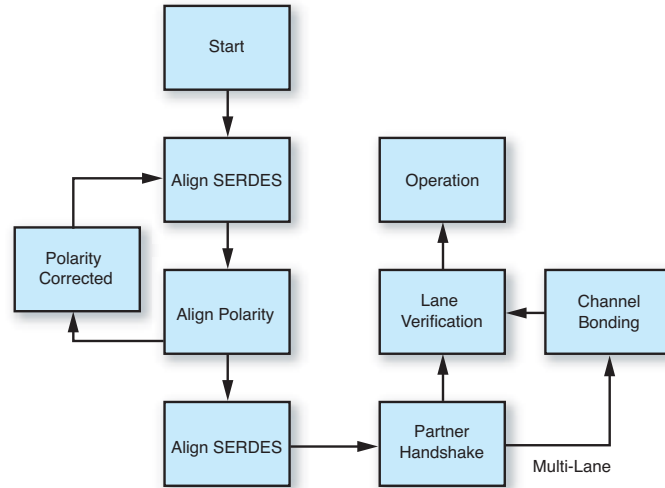 Start
Align SERDES
Operation
Polarity
Corrected
Align Polarity
Lane
Verification
Channel
Bonding
Align SERDES
Partner
Handshake
Multi-Lane